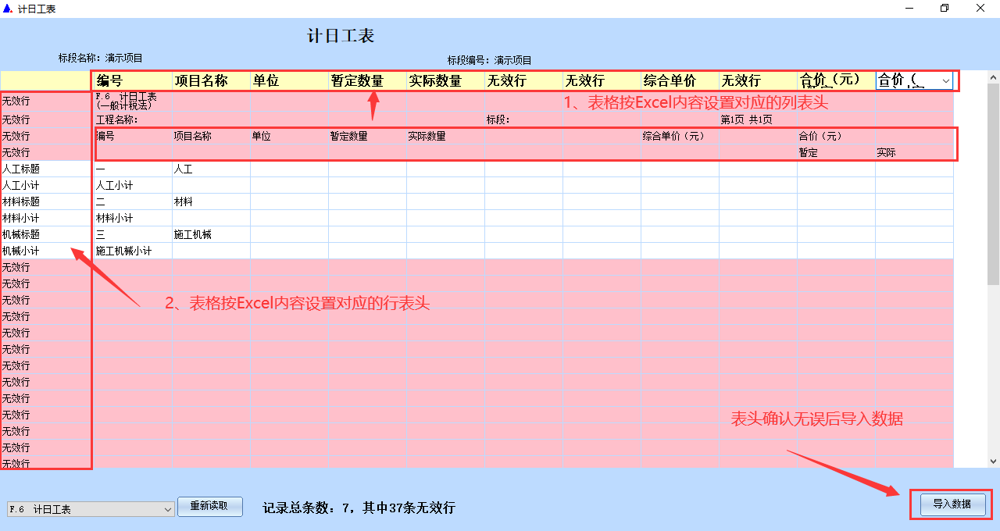 计日工表
计日工表
标段名称：演示项目 标段编号：演示项目
编号 项目名称 单位 暂定数量 实际数量 无效行 无效行 综合单价 无效行 合价（元） 合价（
无效行 F.6 计日工表
（一般计税法）
1、表格按Excel内容设置对应的列表头
无效行 工程名称： 标段： 第1页 共1页
无效行 编号 项目名称 单位 暂定数量 实际数量 综合单价（元） 合价（元）
无效行 暂定 实际
人工标题 一 人工
人工小计 人工小计
材料标题 二 材料
材料小计 材料小计
机械标题 三 施工机械
机械小计 施工机械小计
无效行
无效行
无效行
2、表格按Excel内容设置对应的行表头
无效行
无效行
无效行
无效行
无效行
无效行
无效行
表头确认无误后导入数据
无效行
无效行
无效行
F.6 计日工表 重新读取 记录总条数：7，其中37条无效行 导入数据